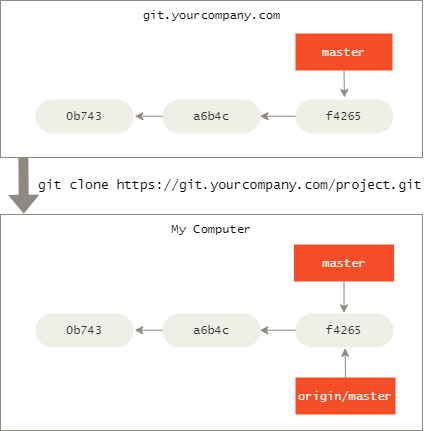 git.yourcompany.com
master
0b743 a6b4c f4265
git clone https://git.yourcompany.com/project.git
My Computer
master
0b743 a6b4c f4265
origin/master